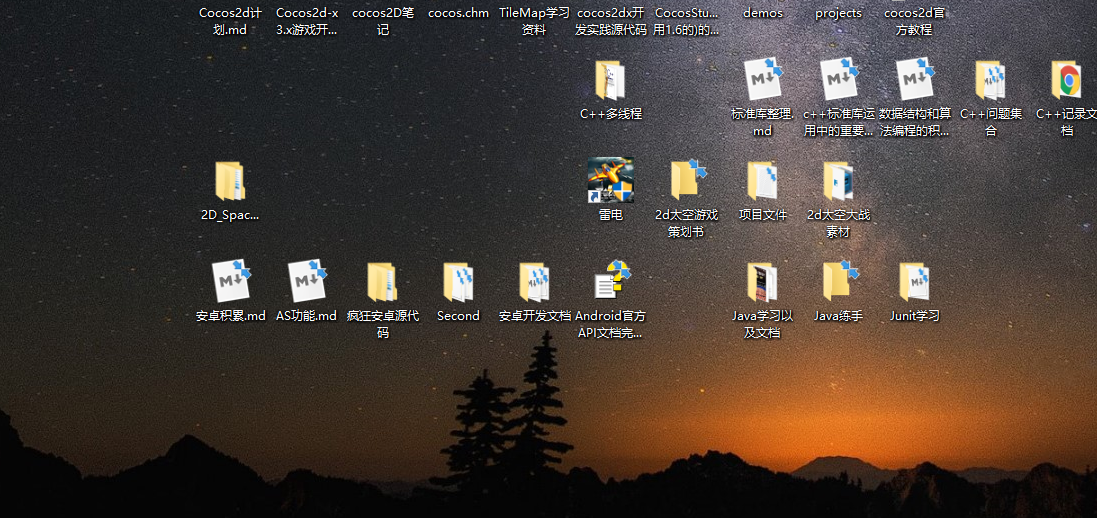 Cocos2d计
划.md
Cocos2d-x
3.x游戏开...
cocos2D笔
记
cocos.chm
TileMap学习
资料
cocos2dx开
发实践源代码
CocosStu...
用1.6的)的...
demos
projects
cocos2d官
方教程
C++多线程
标准库整理.
md
c++标准库运
用中的重要...
数据结构和算
法编程的积...
C++问题集
合
C++记录文
档
2D_Spac...
雷电
2d太空游戏
策划书
项目文件
2d太空大战
素材
安卓积累.md
AS功能.md
疯狂安卓源代
码
Second
安卓开发文档
Android官方
API文档完...
Java学习以
及文档
Java练手
Junit学习